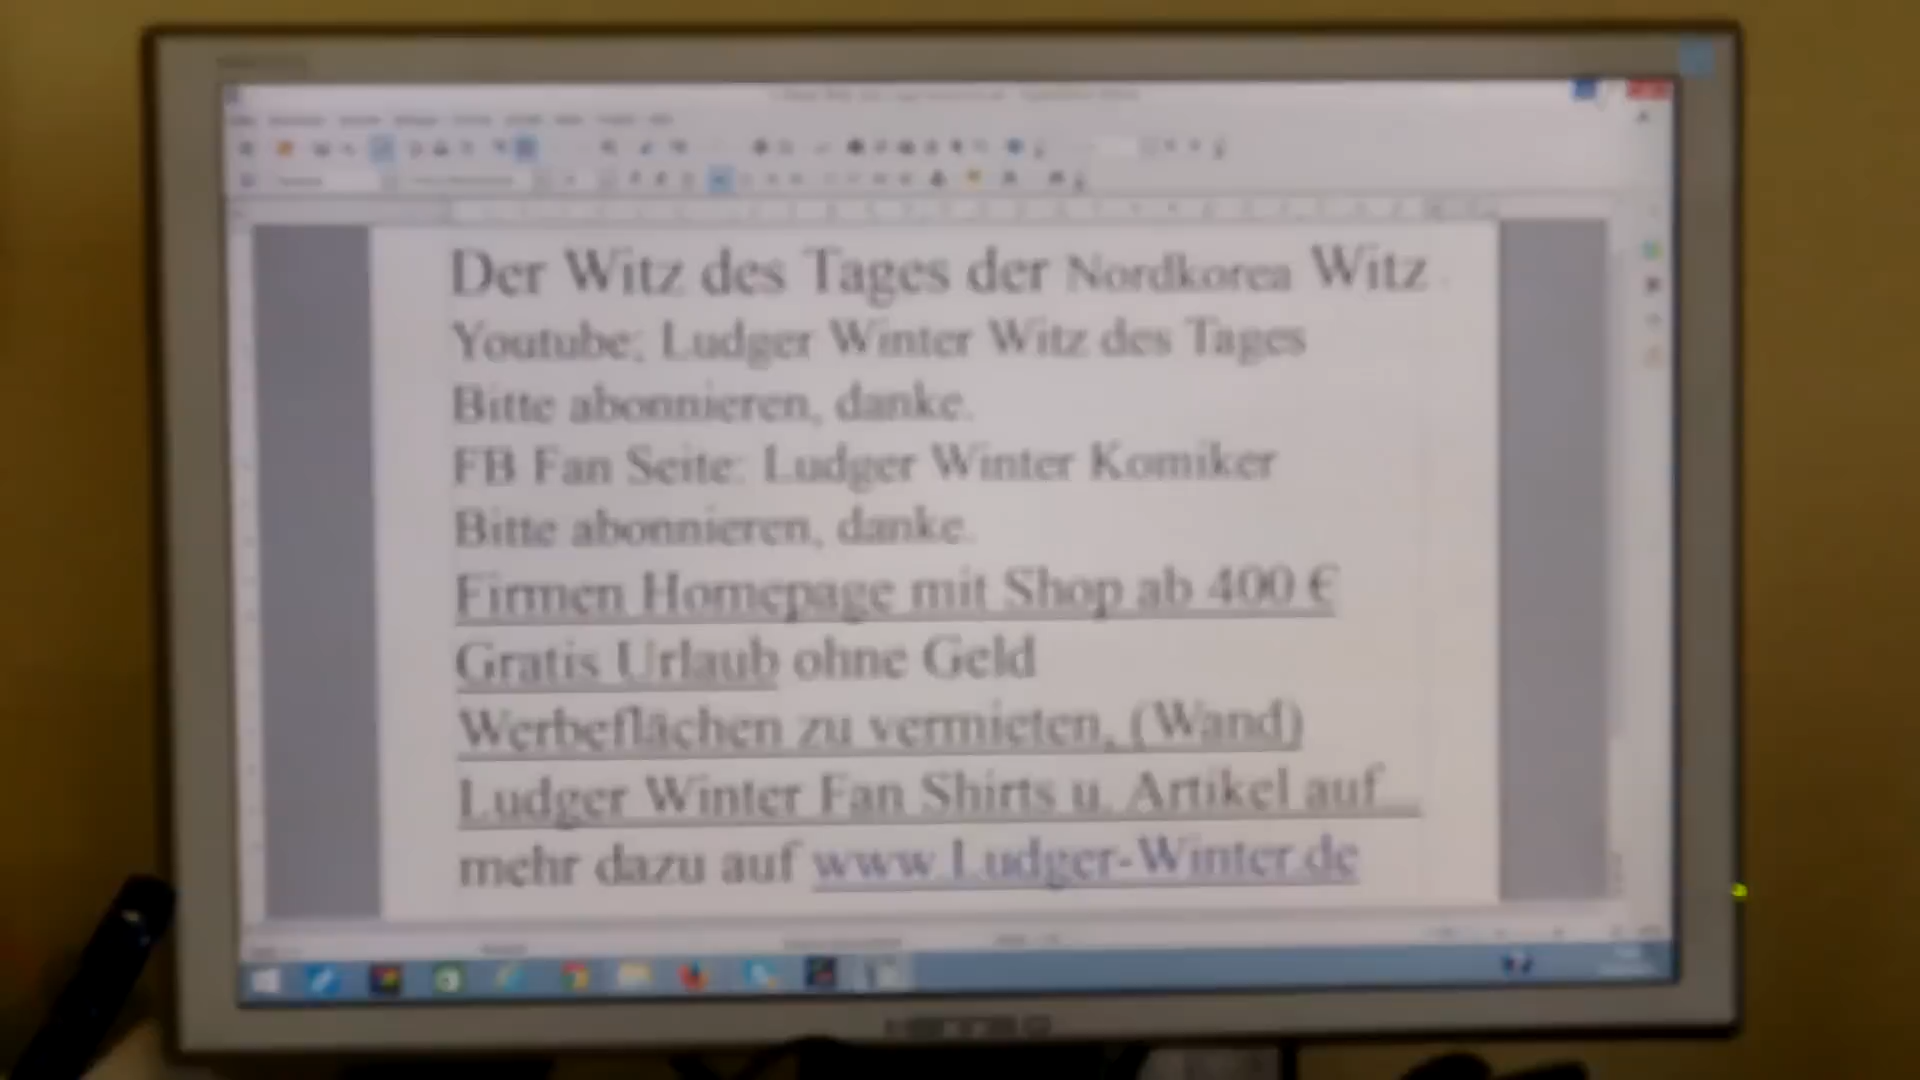 Der Witz des Tages der Nordkorea Witz
Youtube; Ludger Winter Witz des Tages
Bitte abonnieren, danke.
FB Fan Seite: Ludger Winter Komiker
Bitte abonnieren, danke.
Firmen Homepage mit Shop ab 400 €
Gratis Urlaub ohne Geld
Werbeflächen zu vermieten, (Wand)
Ludger Winter Fan Shirts u. Artikel auf
mehr dazu auf www.Ludger-Winter.de